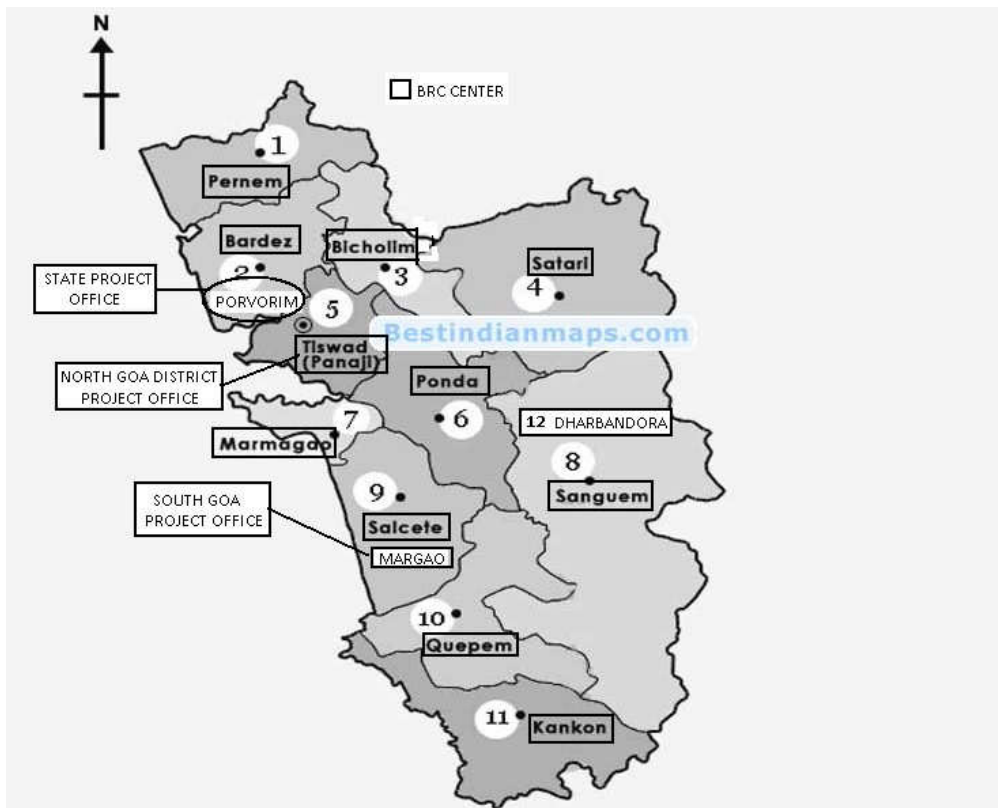 N
BRC CENTER
1
Pernem
Bardez
Bicholim
2
3
Satari
4
STATE PROJECT
OFFICE
PORVORIM
5
Bestindianmaps.com
Tiswad
(Panaji)
NORTH GOA DISTRICT
PROJECT OFFICE
Ponda
6
7
Marmagao
12 DHARBANDORA
8
Sanguem
9
SOUTH GOA
PROJECT OFFICE
Salcete
MARGAO
10
Quepem
11
Kankon